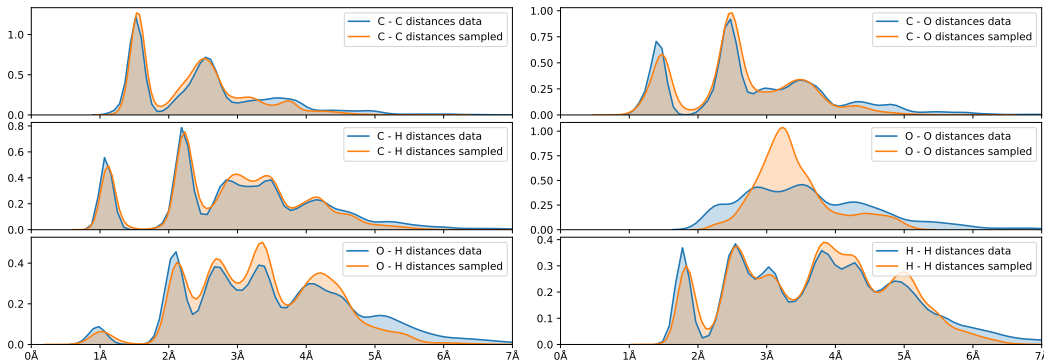 1.0
0.5
0.0
C - C distances data
C - C distances sampled
1.00
0.75
0.50
0.25
0.00
C - O distances data
C - O distances sampled
0.8
0.6
0.4
0.2
0.0
C - H distances data
C - H distances sampled
1.00
0.75
0.50
0.25
0.00
O - O distances data
O - O distances sampled
0.4
0.2
0.0
O - H distances data
O - H distances sampled
0Å 1Å 2Å 3Å 4Å 5Å 6Å 7Å
0.4
0.3
0.2
0.1
0.0
H - H distances data
H - H distances sampled
0Å 1Å 2Å 3Å 4Å 5Å 6Å 7Å